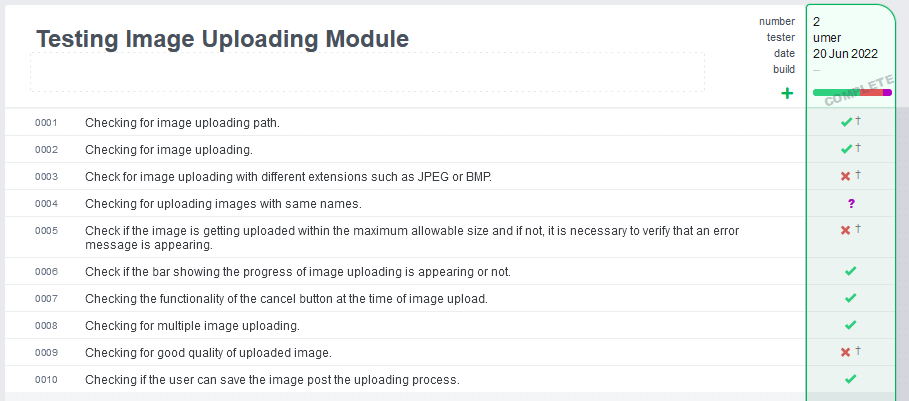 Testing Image Uploading Module
number 2
tester umer
date 20 Jun 2022
build –
COMPLETE
+
0001 Checking for image uploading path. ✔ †
0002 Checking for image uploading. ✔ †
0003 Check for image uploading with different extensions such as JPEG or BMP. ✖ †
0004 Checking for uploading images with same names. ?
0005 Check if the image is getting uploaded within the maximum allowable size and if not, it is necessary to verify that an error ✖ †
message is appearing.
0006 Check if the bar showing the progress of image uploading is appearing or not. ✔
0007 Checking the functionality of the cancel button at the time of image upload. ✔
0008 Checking for multiple image uploading. ✔
0009 Checking for good quality of uploaded image. ✖ †
0010 Checking if the user can save the image post the uploading process. ✔